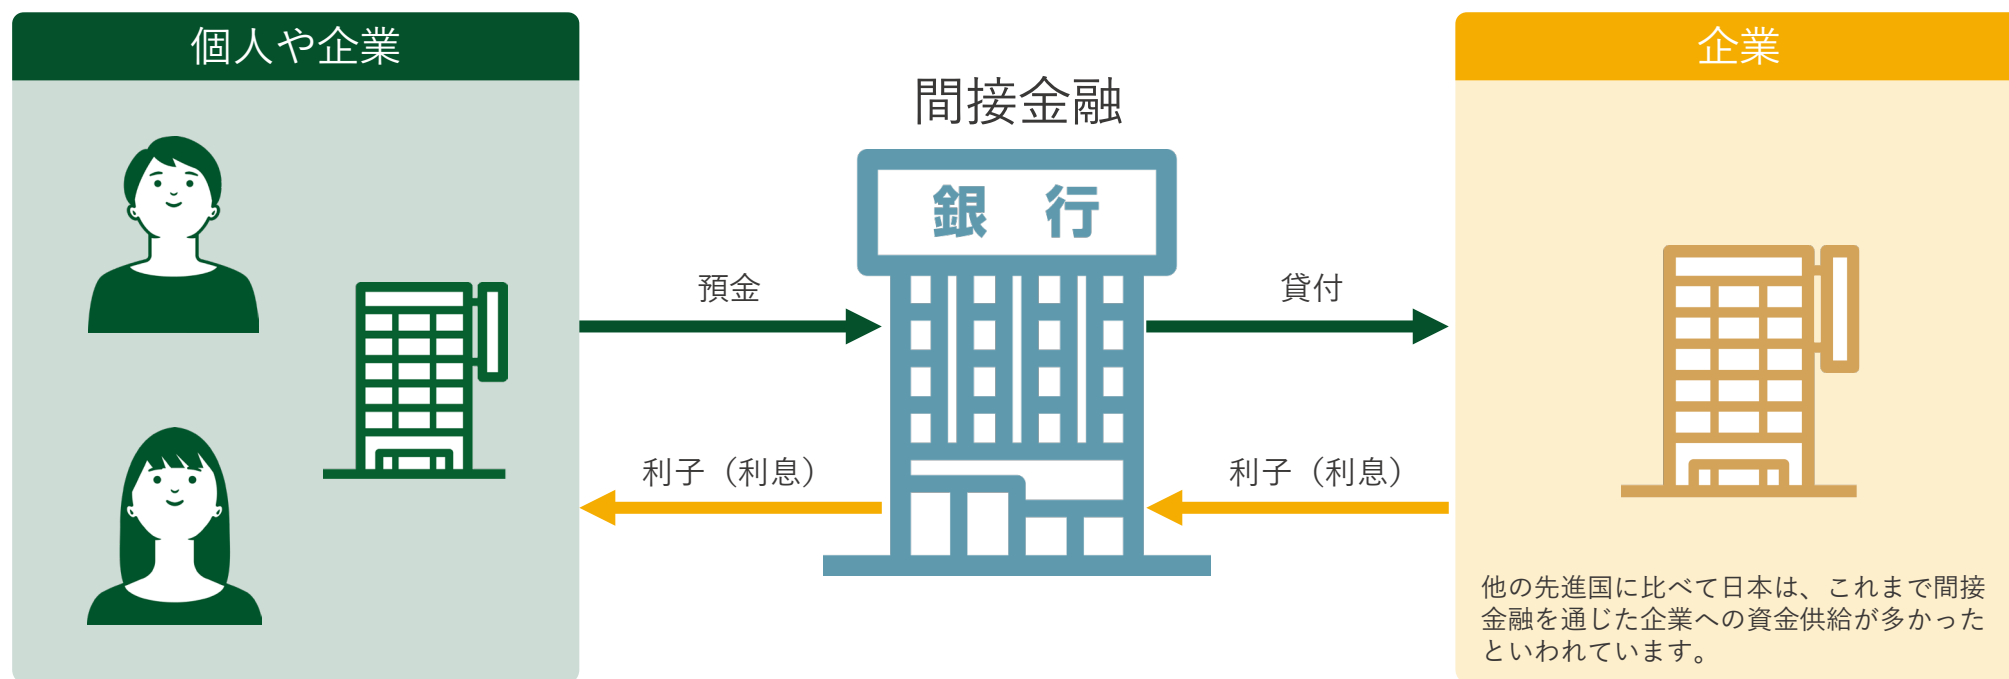 個人や企業
間接金融
企業
銀 行
預金
貸付
利子（利息）
利子（利息）
他の先進国に比べて日本は、これまで間接
金融を通じた企業への資金供給が多かった
といわれています。